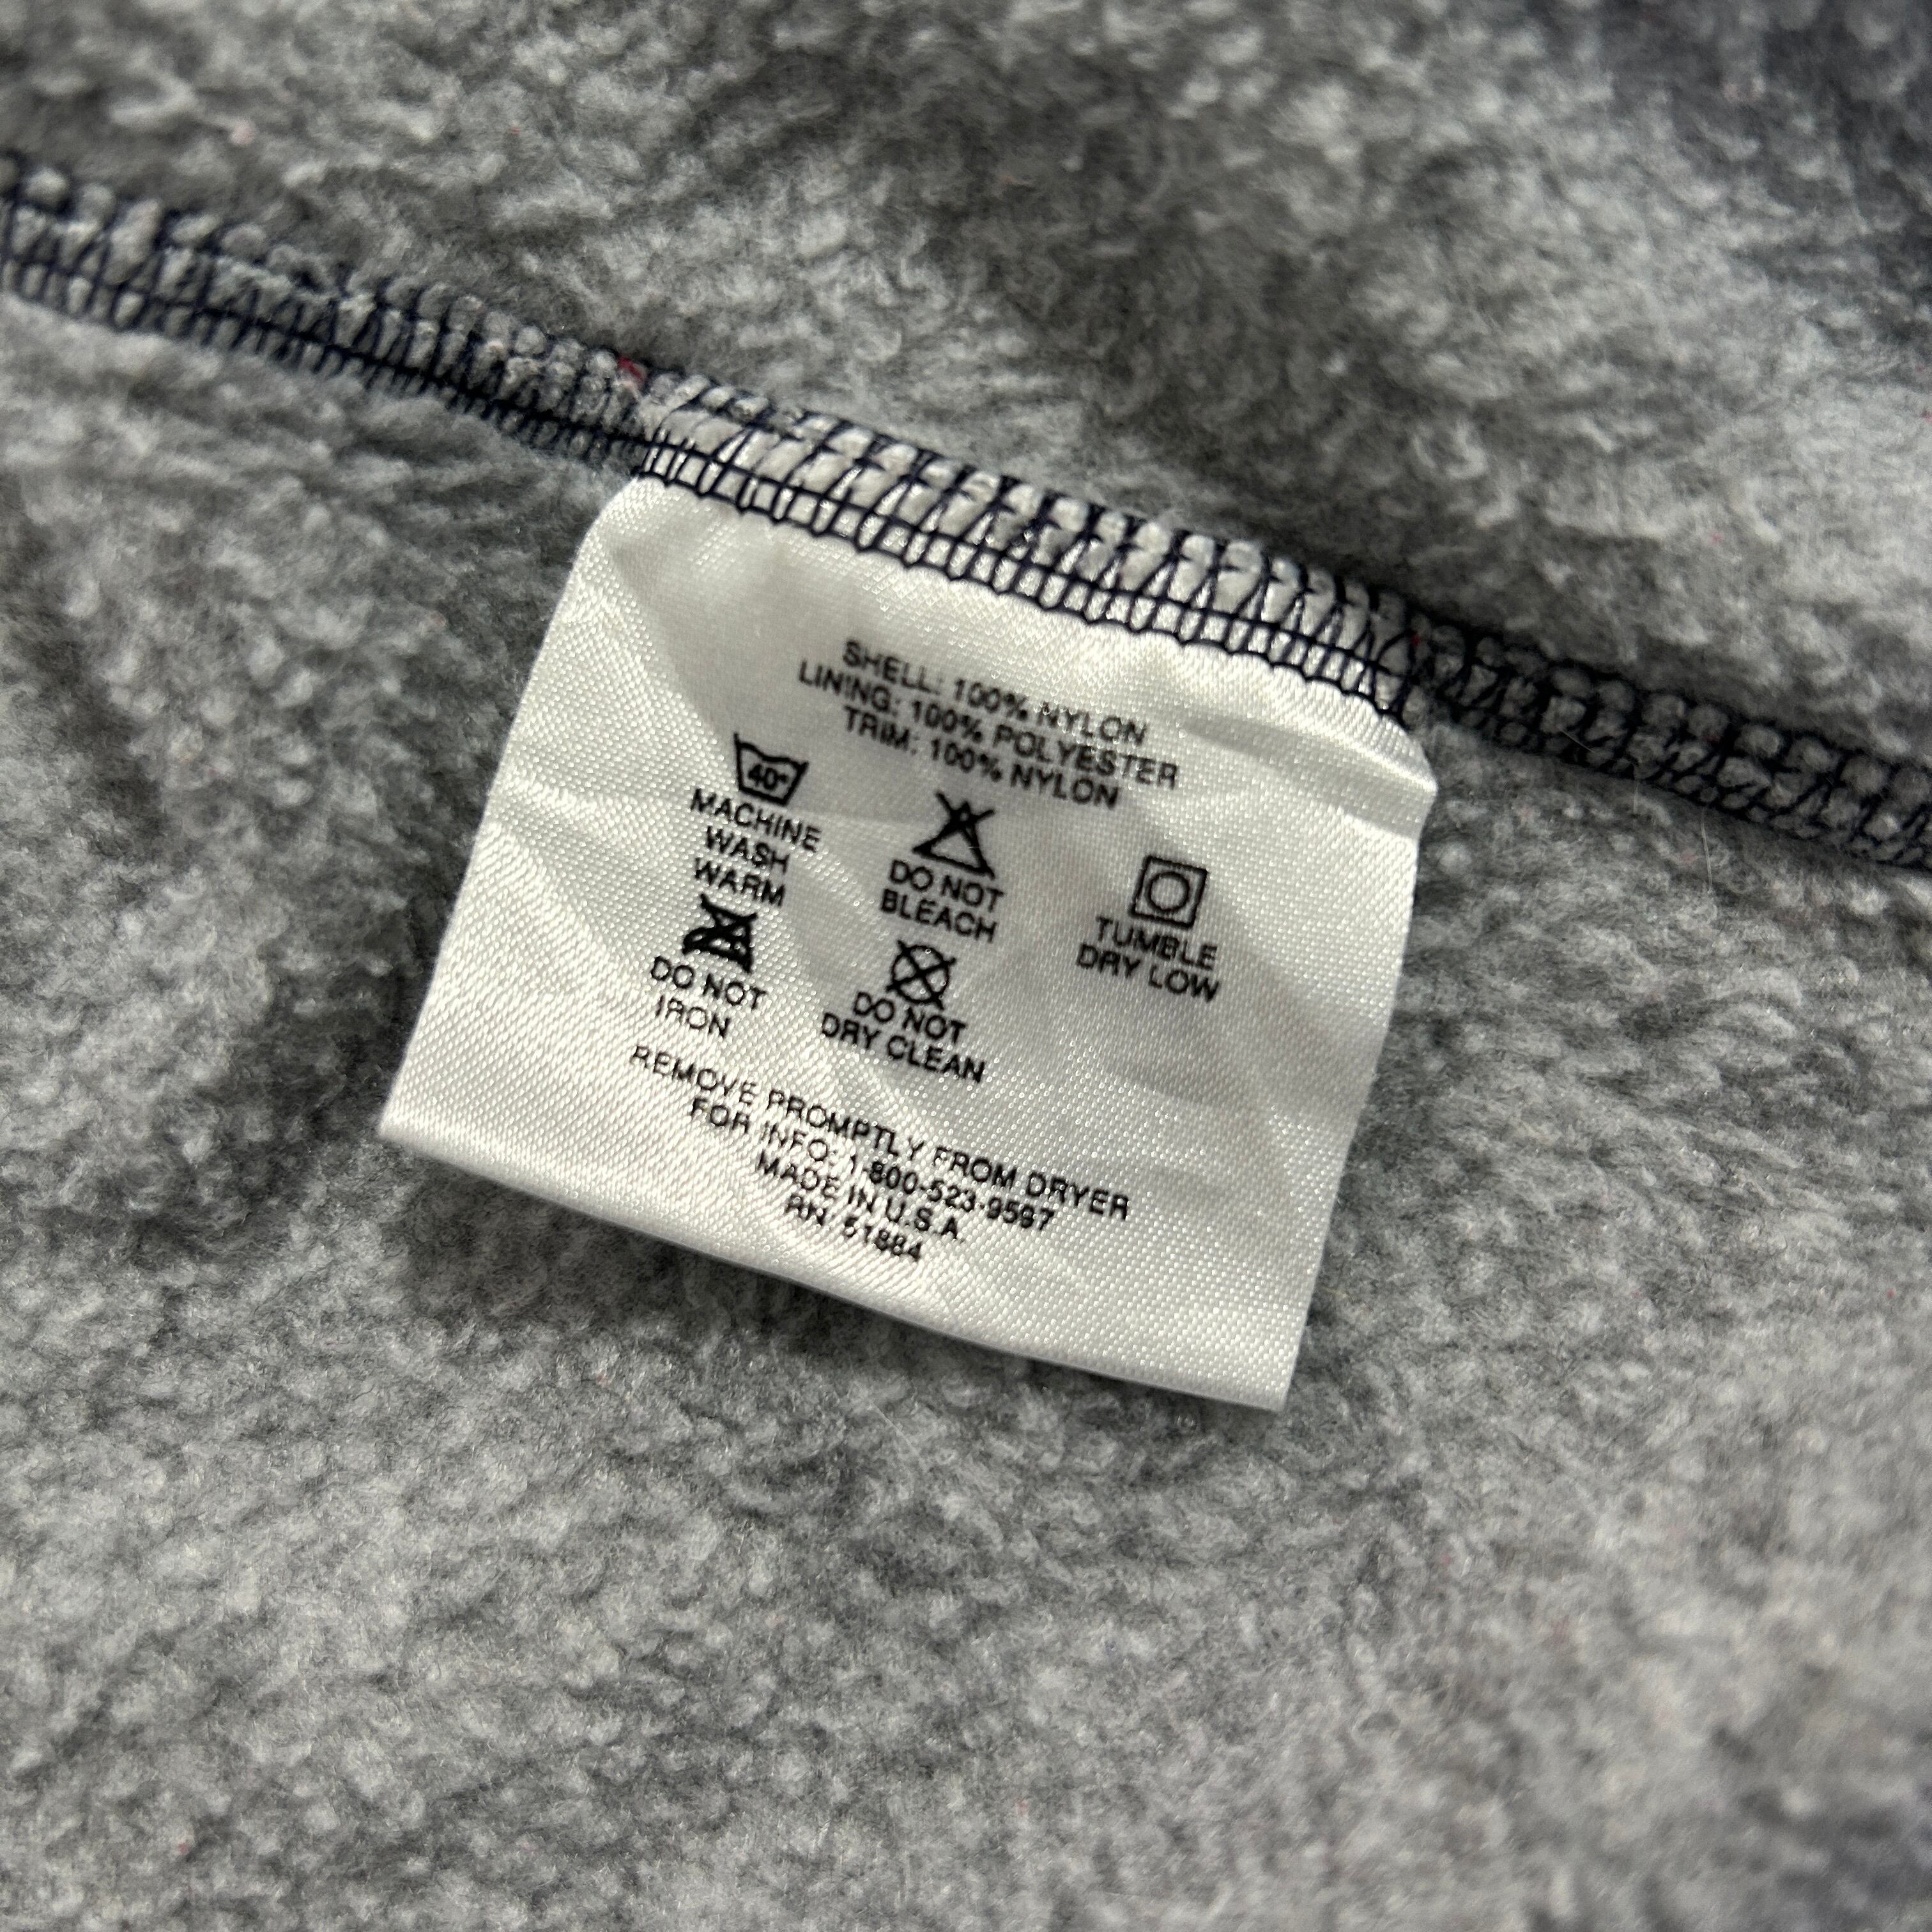 SHELL: 100% NYLON
LINING: 100% POLYESTER
TRIM: 100% NYLON
40°
MACHINE
WASH
WARM
DO NOT
BLEACH
TUMBLE
DRY LOW
DO NOT
IRON
DO NOT
DRY CLEAN
REMOVE PROMPTLY FROM DRYER
FOR INFO: 1-800-523-9597
MADE IN U.S.A.
RN 51884